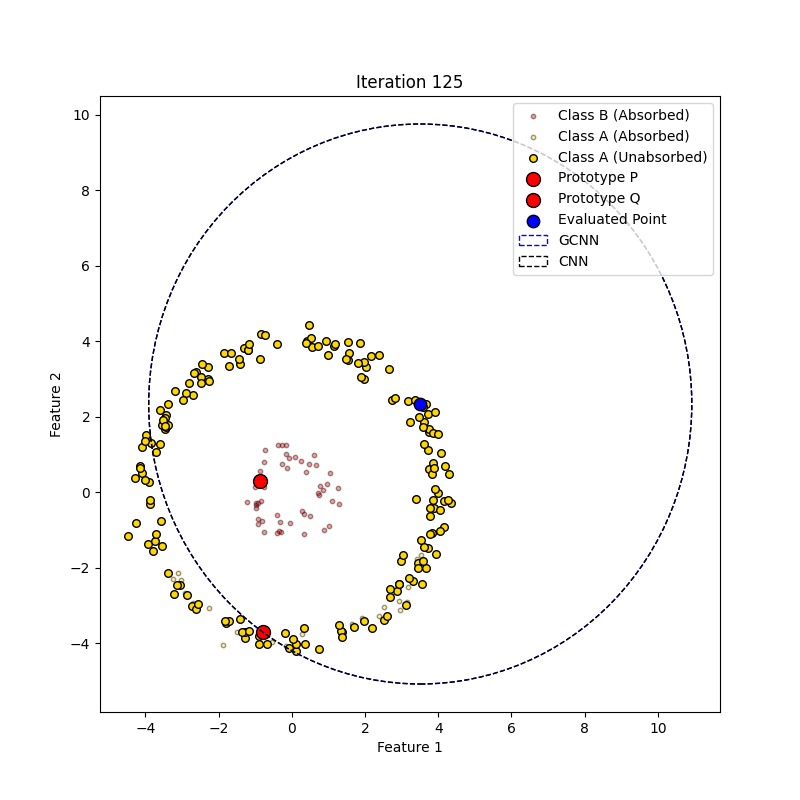 Iteration 125
Class B (Absorbed)
Class A (Absorbed)
Class A (Unabsorbed)
Prototype P
Prototype Q
Evaluated Point
GCNN
CNN
10
8
6
4
2
0
−2
−4
Feature 2
−4 −2 0 2 4 6 8 10
Feature 1